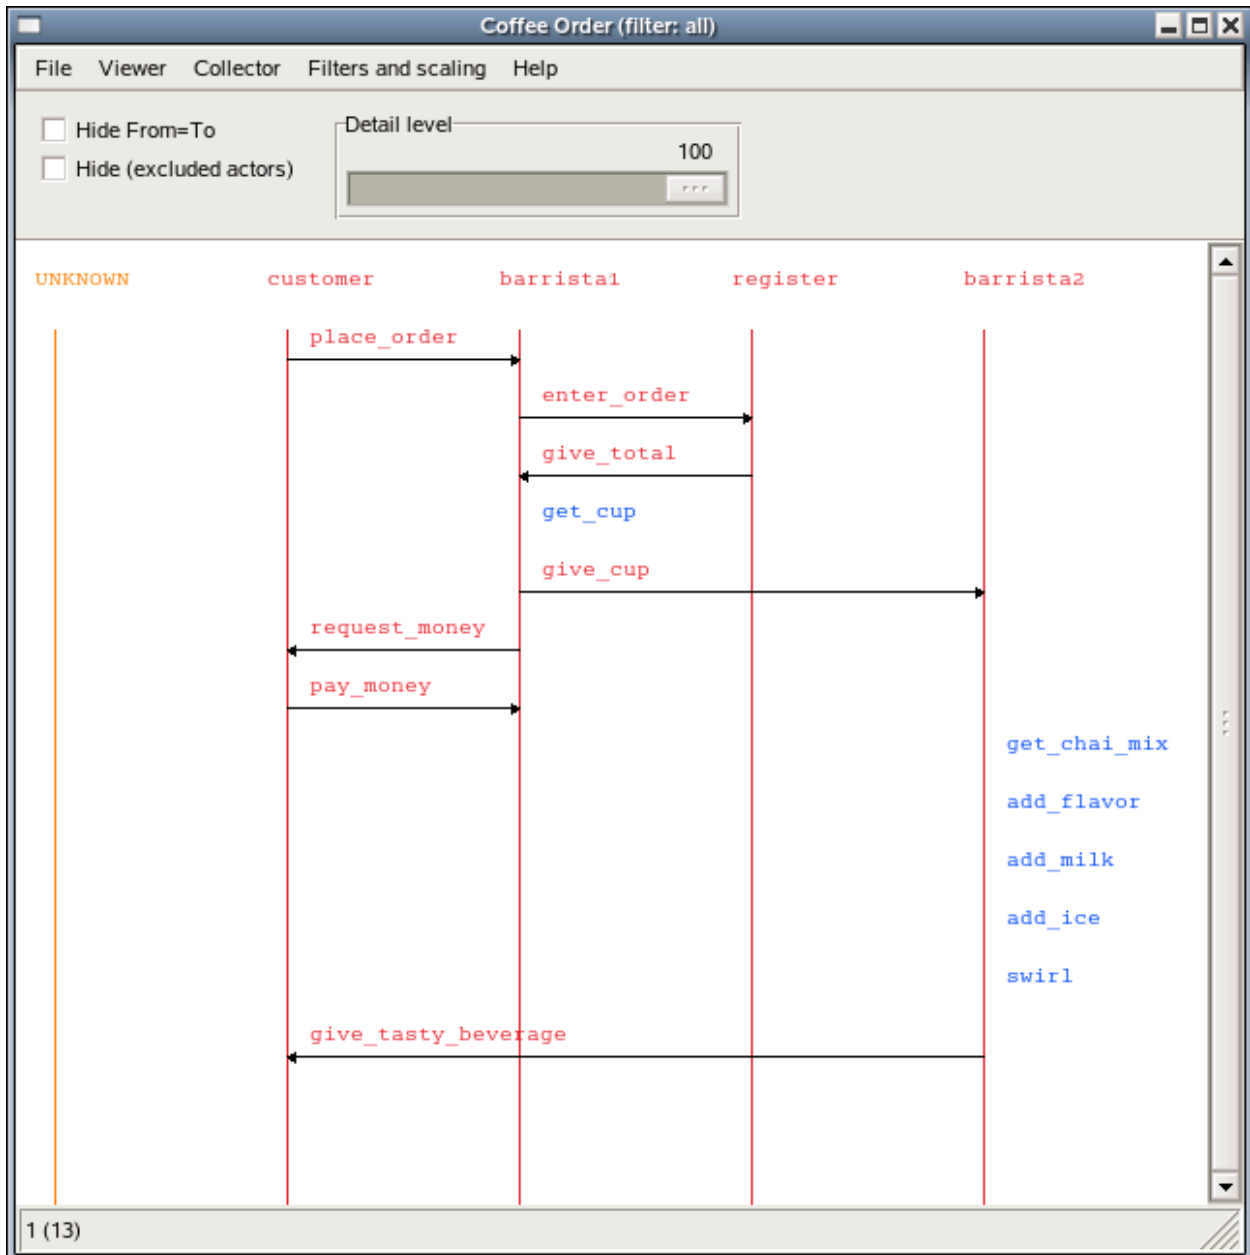 Coffee Order (filter: all)
File Viewer Collector Filters and scaling Help
Hide From=To
Hide (excluded actors)
Detail level
100
UNKNOWN customer barrista1 register barrista2
place_order
enter_order
give_total
get_cup
give_cup
request_money
pay_money
get_chai_mix
add_flavor
add_milk
add_ice
swirl
give_tasty_beverage
1 (13)